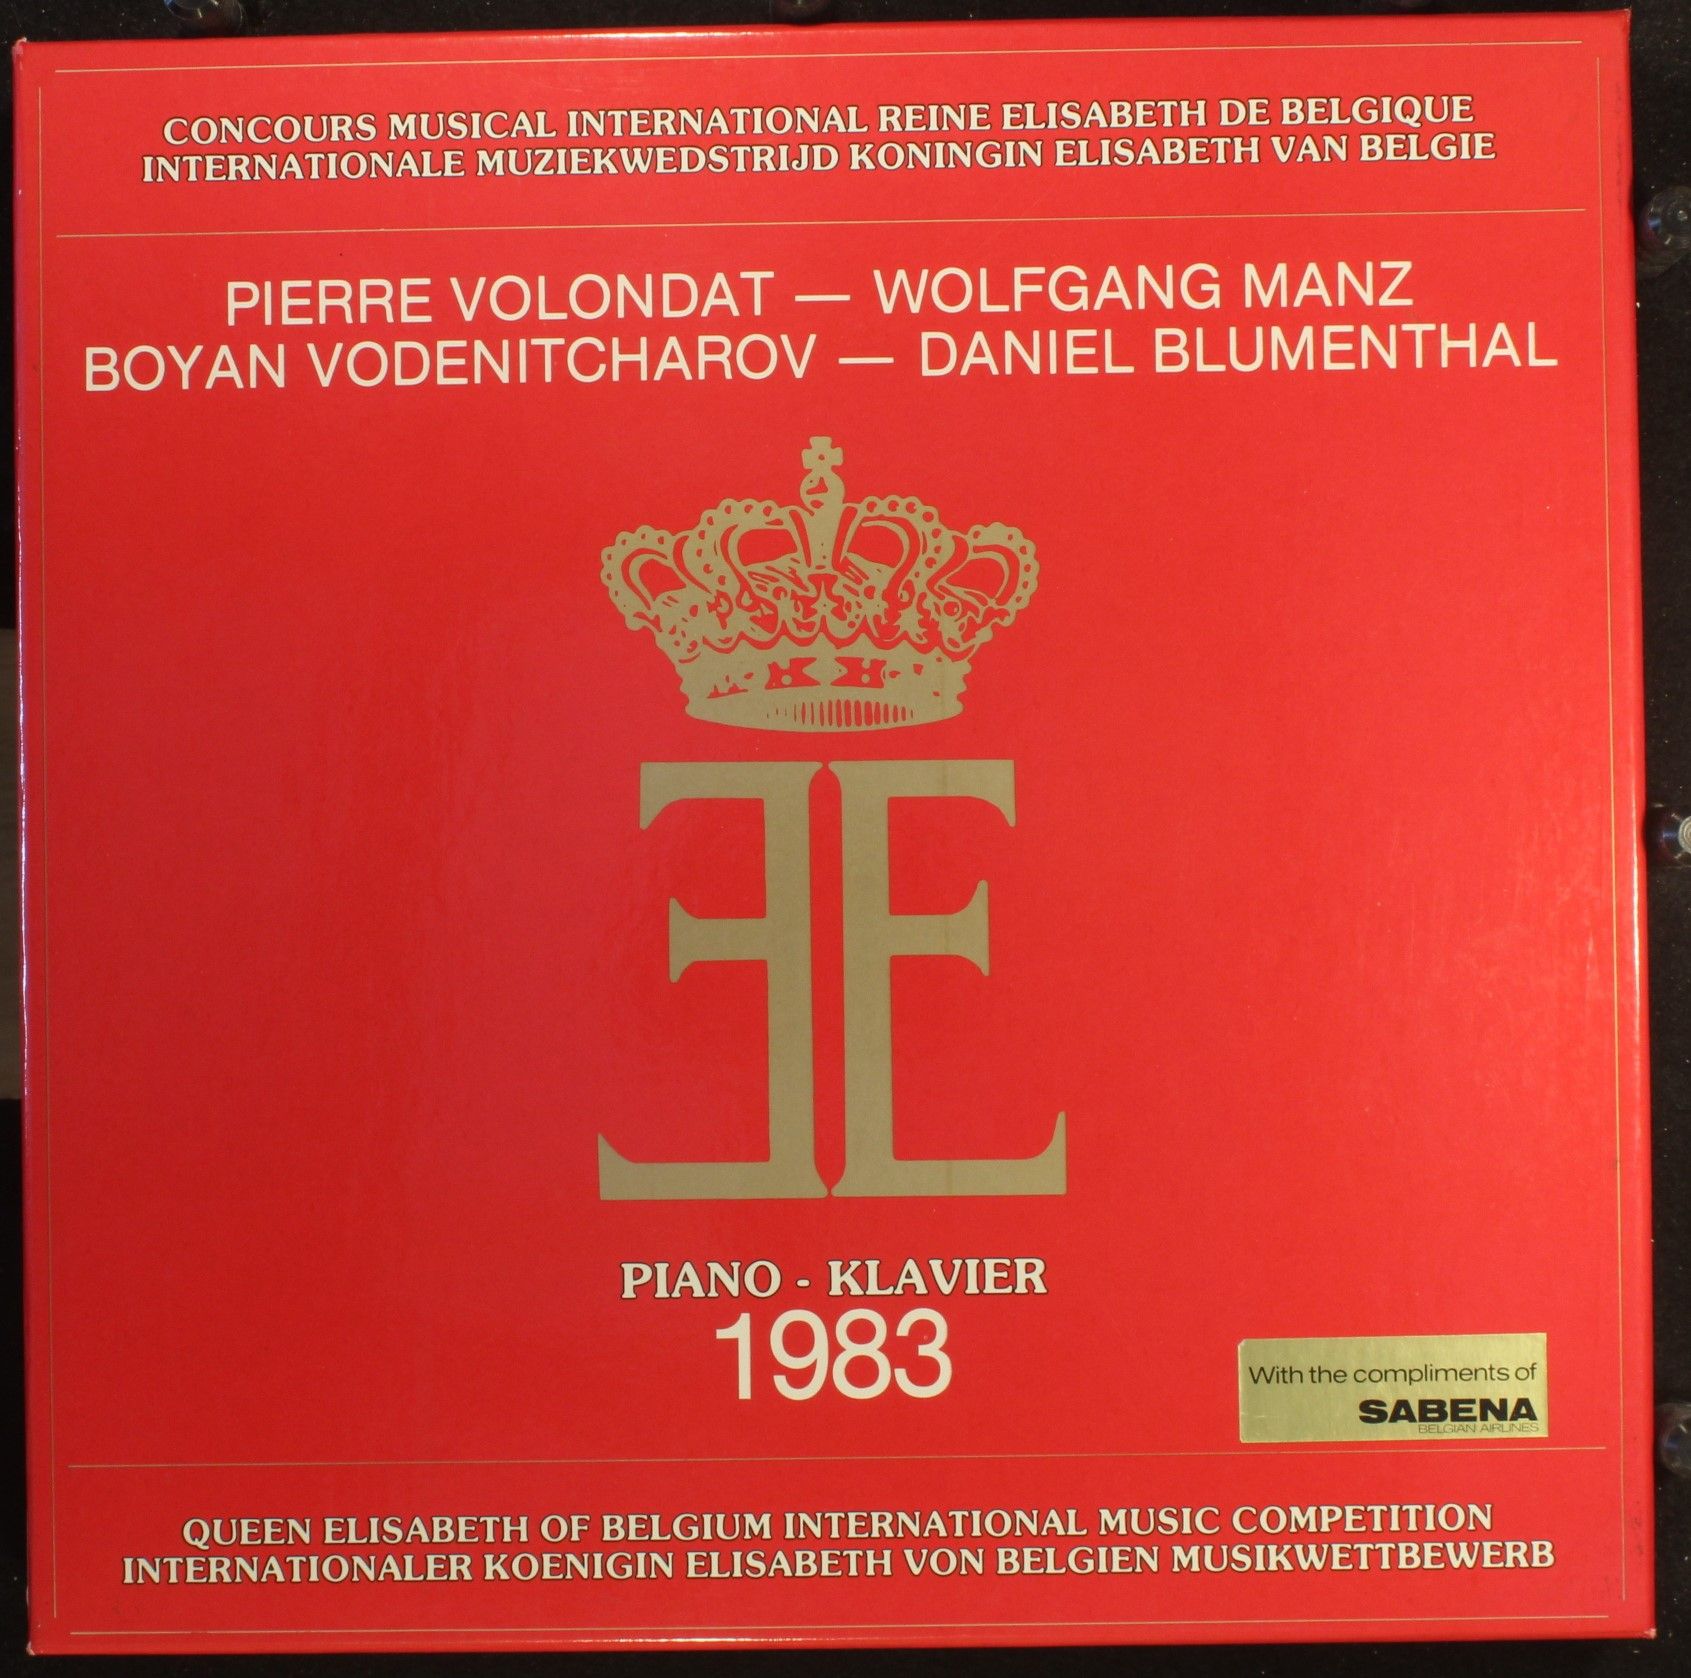 CONCOURS MUSICAL INTERNATIONAL REINE ELISABETH DE BELGIQUE
INTERNATIONALE MUZIEKWEDSTRIJD KONINGIN ELISABETH VAN BELGIE
PIERRE VOLONDAT — WOLFGANG MANZ
BOYAN VODENITCHAROV — DANIEL BLUMENTHAL
PIANO - KLAVIER
1983
With the compliments of
SABENA
BELGIAN AIRLINES
QUEEN ELISABETH OF BELGIUM INTERNATIONAL MUSIC COMPETITION
INTERNATIONALER KOENIGIN ELISABETH VON BELGIEN MUSIKWETTBEWERB